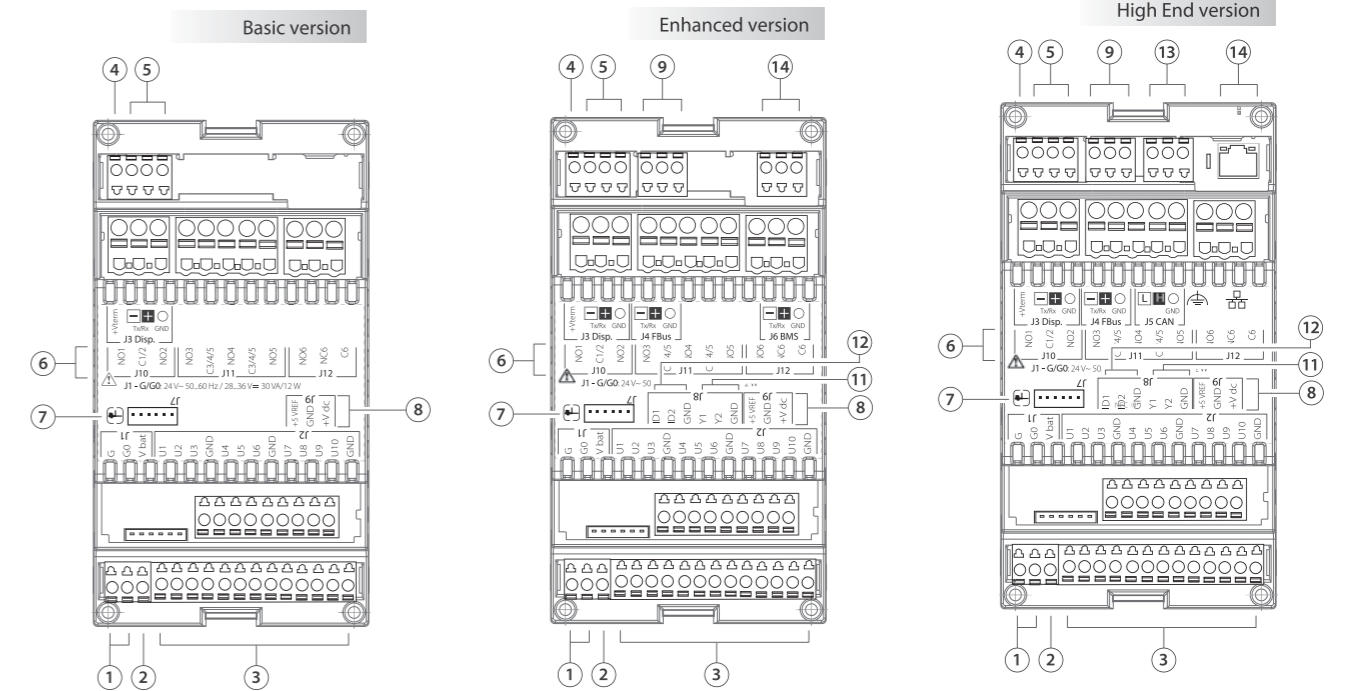 Basic version
4 5
+Vterm
Tx/Rx GND
J3 Disp.
NO1 C1/2 NO2 NO3 C3/4/5 NO4 C3/4/5 NO5 NO6 NC6 C6
J10 J11 J12
6
J1 - G/G0: 24 V~ 50...60 Hz / 28...36 V 30 VA/12 W
J7
7
+5 VREF GND +V dc
J9
8
J1 J2
G G0 V bat U1 U2 U3 GND U4 U5 U6 GND U7 U8 U9 U10 GND
1 2 3
Enhanced version
4 5 9 14
+Vterm
Tx/Rx GND Tx/Rx GND Tx/Rx GND
J3 Disp. J4 FBus J6 BMS
NO1 C1/2 NO2 NO3 C 4/5 IO4 C 4/5 IO5 IO6 NC6 C6
J10 J11 J12
6
12
J1 - G/G0: 24 V~ 50
11
J7
7
ID1 ID2 GND Y1 Y2 GND +5 VREF GND +V dc
J8 J9
8
J1 J2
G G0 V bat U1 U2 U3 GND U4 U5 U6 GND U7 U8 U9 U10 GND
1 2 3
High End version
4 5 9 13 14
+Vterm
Tx/Rx GND Tx/Rx GND L H GND
J3 Disp. J4 FBus J5 CAN
NO1 C1/2 NO2 NO3 C 4/5 IO4 C 4/5 IO5 IO6 NC6 C6
J10 J11 J12
6
12
J1 - G/G0: 24 V~ 50
11
J7
7
ID1 ID2 GND Y1 Y2 GND +5 VREF GND +V dc
J8 J9
8
J1 J2
G G0 V bat U1 U2 U3 GND U4 U5 U6 GND U7 U8 U9 U10 GND
1 2 3